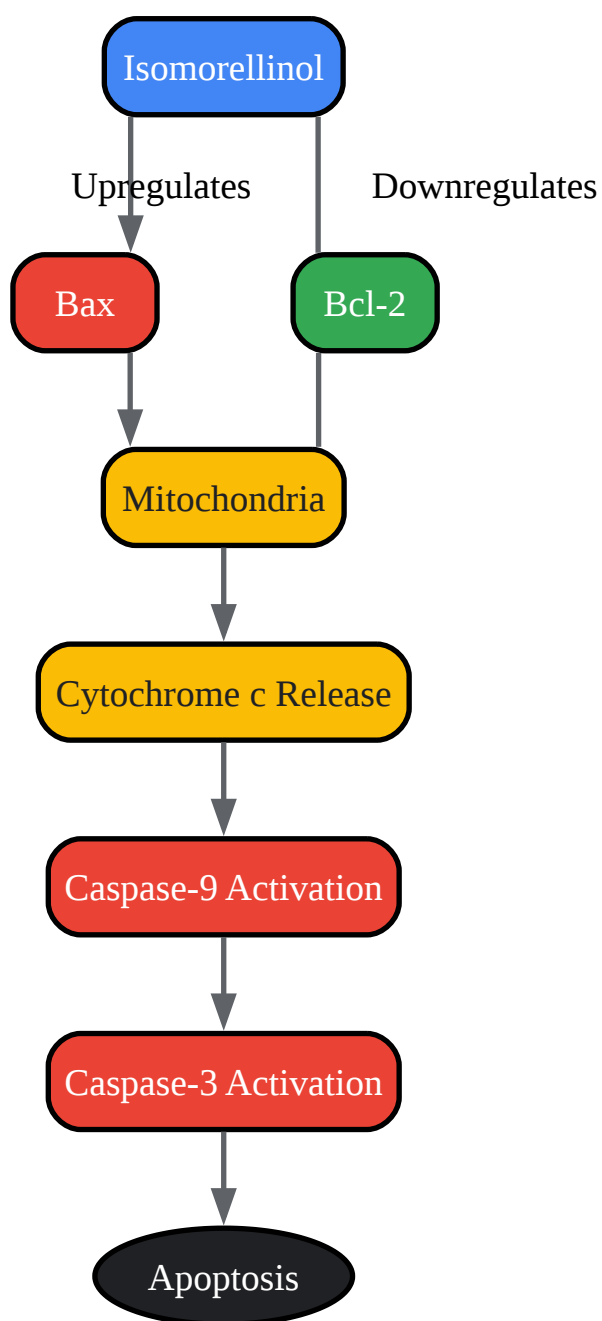 Isomorellinol
Upregulates
Downregulates
Bax
Bcl-2
Mitochondria
Cytochrome c Release
Caspase-9 Activation
Caspase-3 Activation
Apoptosis